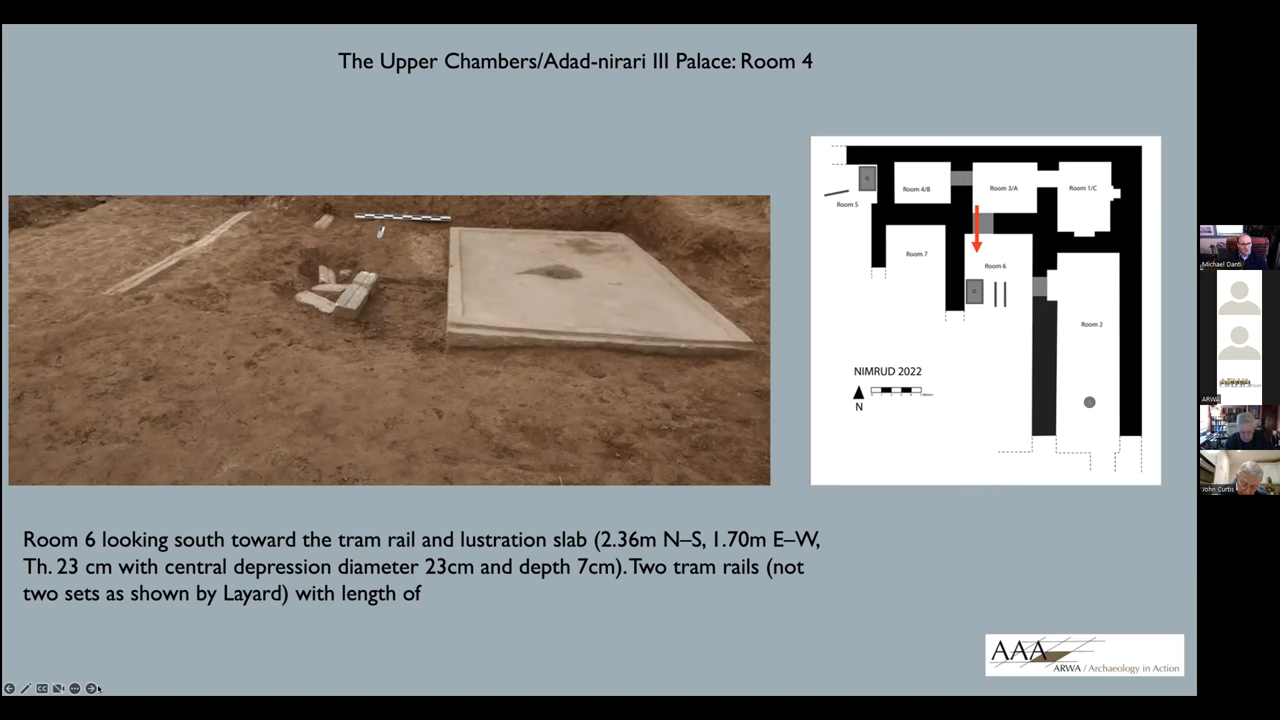 The Upper Chambers/Adad-nirari III Palace: Room 4
Room 4/B
Room 3/A
Room 1/C
Room 5
Room 7
Room 6
Room 2
NIMRUD 2022
N
Room 6 looking south toward the tram rail and lustration slab (2.36m N–S, 1.70m E–W,
Th. 23 cm with central depression diameter 23cm and depth 7cm). Two tram rails (not
two sets as shown by Layard) with length of
AAA
ARWA / Archaeology in Action
Michael Danti
ARWA
John Curtis